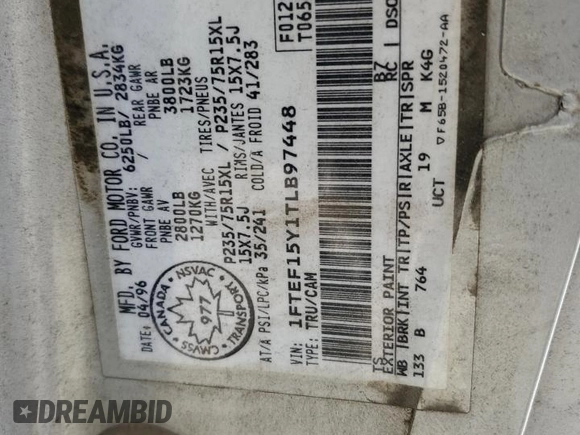 MFD. BY FORD MOTOR CO. IN U.S.A.
DATE: 04/96 GVWR/PNBV: 6250LB/ 2834KG
FRONT GAWR / REAR GAWR
PNBE AV PNBE AR
2800LB 3800LB
1270KG 1723KG
WITH/AVEC TIRES/PNEUS
P235/75R15XL / P235/75R15XL
15X7.5J RIMS/JANTES 15X7.5J
AT/A PSI/LPC/kPa 35/241 COLD/A FROID 41/283
CANADA
NSVAC
977
CMVSS
TRANSPORT
1FTEF15Y1TLB97448
TYPE: TRU/CAM
F012
T065
IS BZ
EXTERIOR PAINT RC DSO
WB |BRK|INT TR|TP/PS|R|AXLE|TR|SPR
133 B 764 19 M K4G
UCT ▽F65B-1520472-AA
DREAMBID